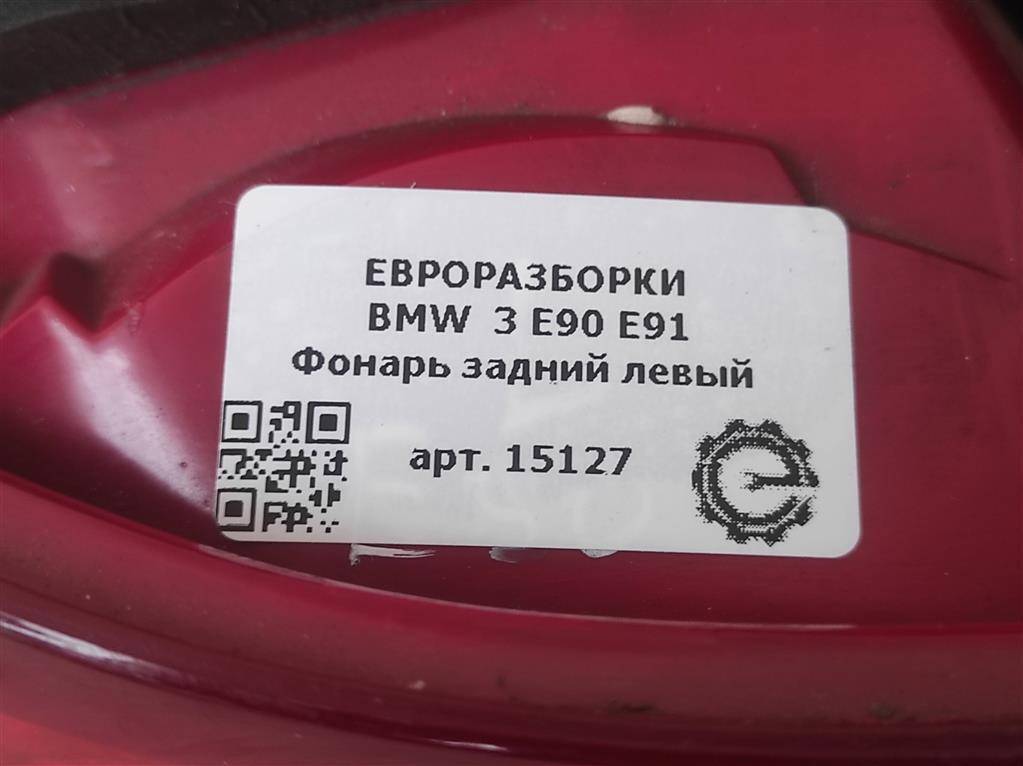 ЕВРОРАЗБОРКИ
BMW 3 E90 E91
Фонарь задний левый
арт. 15127